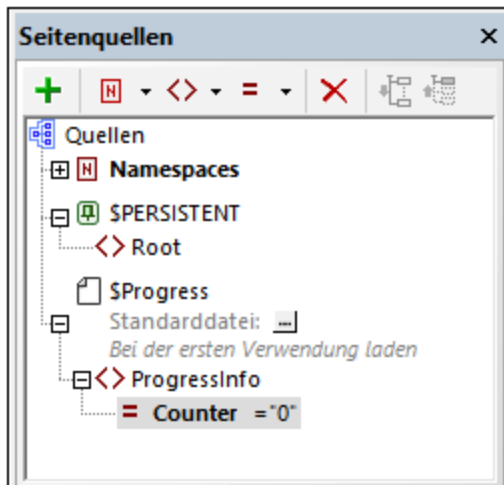 Seitenquellen
Quellen
Namespaces
$PERSISTENT
Root
$Progress
Standarddatei: ...
Bei der ersten Verwendung laden
ProgressInfo
= Counter ="0"